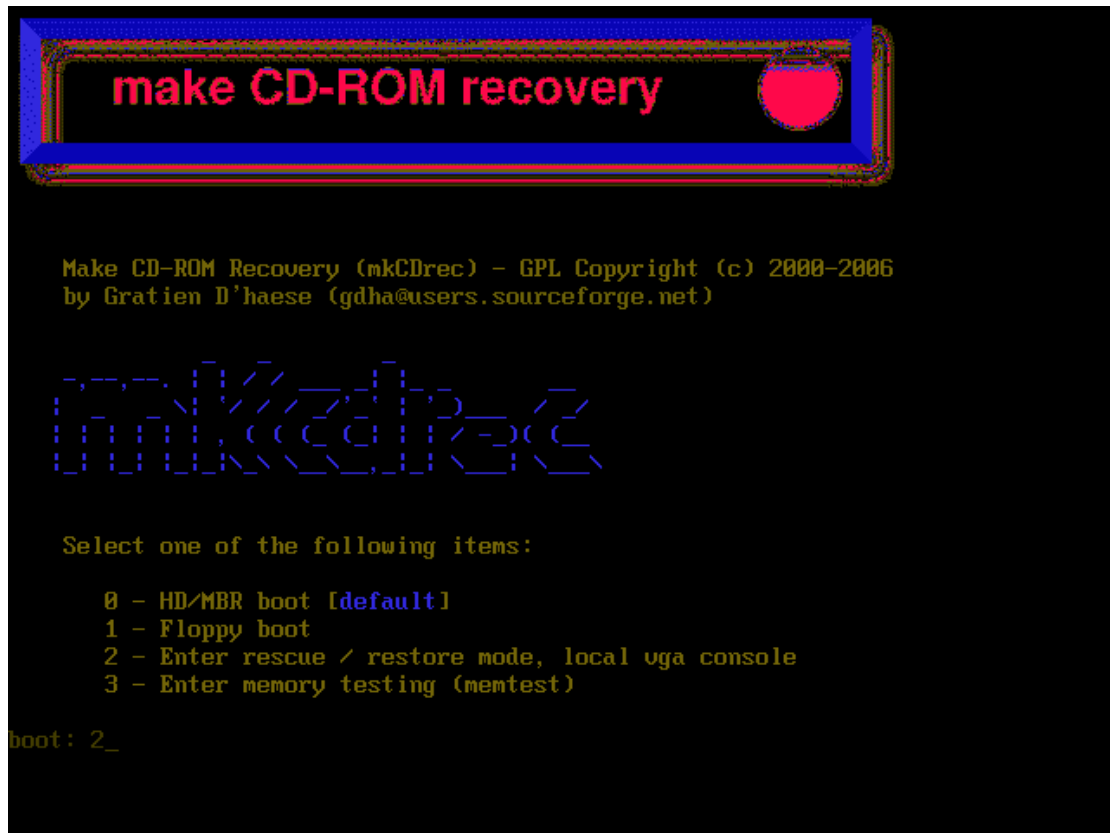 make CD-ROM recovery
Make CD-ROM Recovery (mkCDrec) - GPL Copyright (c) 2000-2006
by Gratien D'haese (gdha@users.sourceforge.net)
mkcdrec
Select one of the following items:
0 - HD/MBR boot [default]
1 - Floppy boot
2 - Enter rescue / restore mode, local vga console
3 - Enter memory testing (memtest)
boot: 2_